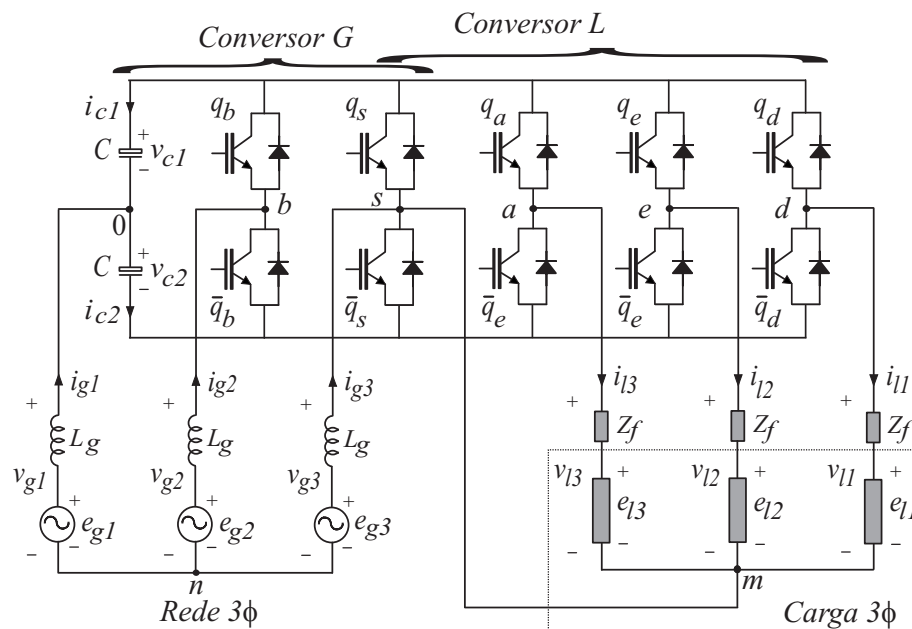 Conversor G
Conversor L
i_c1
q_b
q_s
q_a
q_e
q_d
C
+
v_c1
−
b
s
a
e
d
0
C
+
v_c2
−
i_c2
q̅_b
q̅_s
q̅_e
q̅_e
q̅_d
i_g1
i_g2
i_g3
i_l3
i_l2
i_l1
+
+
+
+
+
+
L_g
L_g
L_g
Z_f
Z_f
Z_f
v_g1
v_g2
v_g3
v_l3
v_l2
v_l1
+
+
+
+
+
+
e_g1
e_g2
e_g3
e_l3
e_l2
e_l1
− −
− −
− −
− −
− −
− −
n
m
Rede 3ϕ
Carga 3ϕ